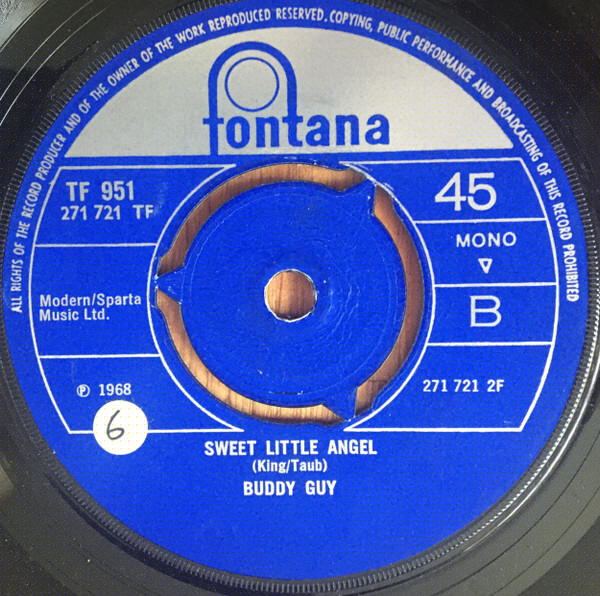 ALL RIGHTS OF THE RECORD PRODUCER AND OF THE OWNER OF THE WORK REPRODUCED RESERVED. COPYING, PUBLIC PERFORMANCE AND BROADCASTING OF THIS RECORD PROHIBITED
fontana
TF 951
271 721 TF
45
MONO
Modern/Sparta
Music Ltd.
B
℗ 1968
271 721 2F
6
SWEET LITTLE ANGEL
(King/Taub)
BUDDY GUY